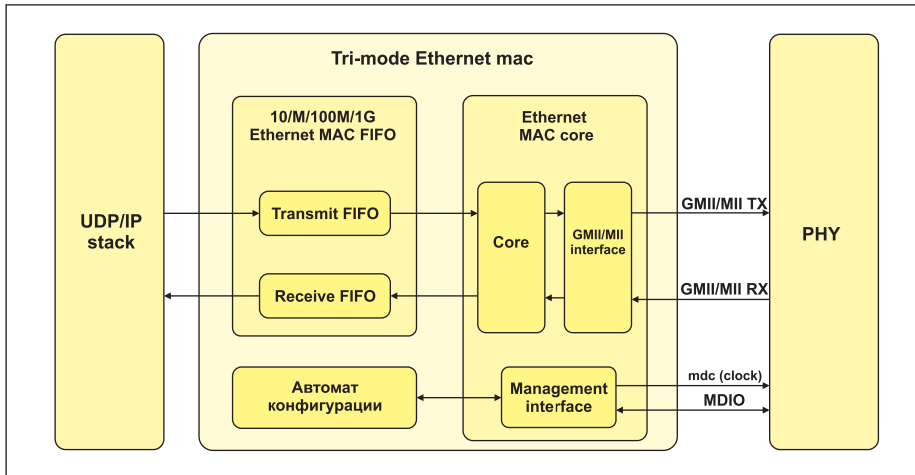 Tri-mode Ethernet mac
10/M/100M/1G
Ethernet MAC FIFO
Ethernet
MAC core
UDP/IP
stack
Transmit FIFO
Receive FIFO
Core
GMII/MII
interface
GMII/MII TX
GMII/MII RX
PHY
Автомат
конфигурации
Management
interface
mdc (clock)
MDIO